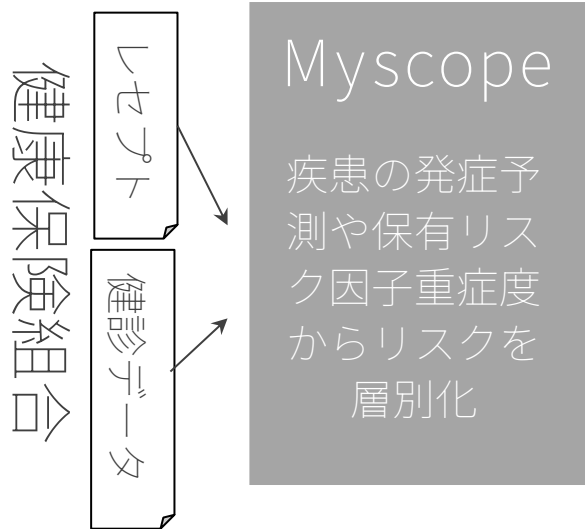 健康保険組合
レセプト
健診データ
Myscope
疾患の発症予
測や保有リス
ク因子重症度
からリスクを
層別化